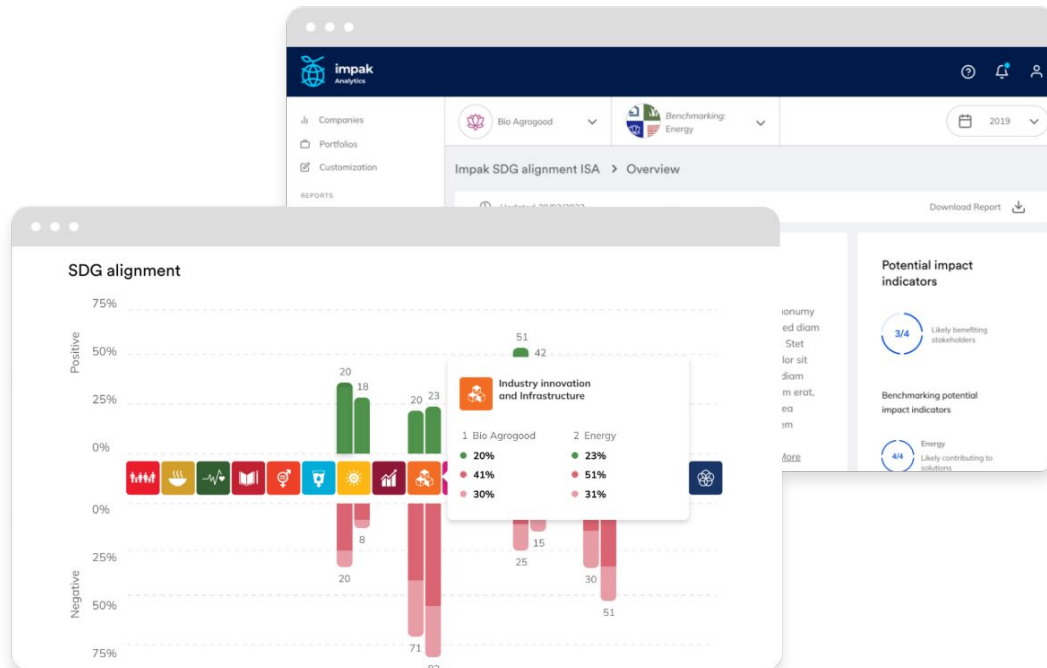 impak
Analytics
Companies
Portfolios
Customization
REPORTS
Bio Agrogood
Benchmarking:
Energy
2019
Impak SDG alignment ISA > Overview
Download Report
Potential impact
indicators
3/4
Likely benefiting
stakeholders
Benchmarking potential
impact indicators
4/4
Energy
Likely contributing to
solutions
onumy
ed diam
Stet
lor sit
diam
m erat,
ea
em
More
SDG alignment
Positive
75%
50%
25%
0%
20
18
20
23
51
42
Industry innovation
and Infrastructure
1 Bio Agrogood
2 Energy
20%
23%
41%
51%
30%
31%
Negative
0%
25%
50%
75%
20
8
71
25
15
30
51